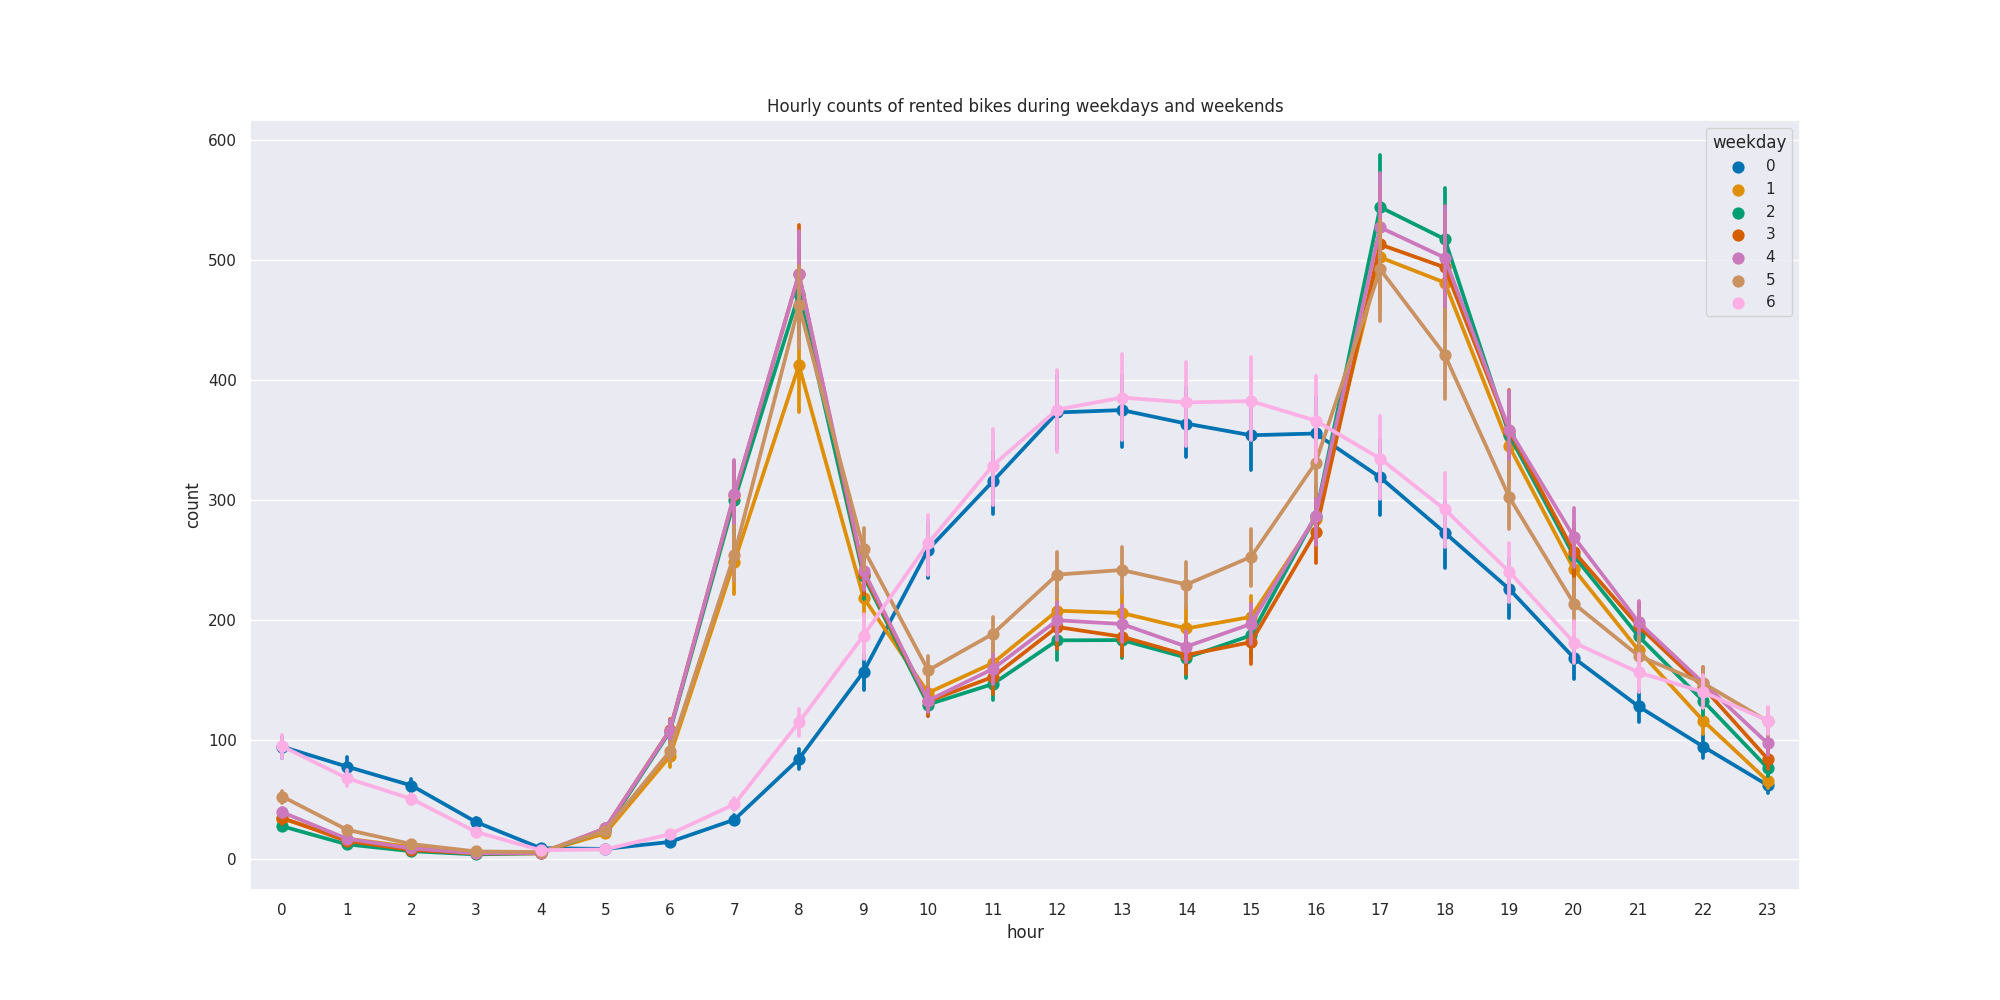 Hourly counts of rented bikes during weekdays and weekends
600
500
400
300
200
100
0
count
weekday
0
1
2
3
4
5
6
0 1 2 3 4 5 6 7 8 9 10 11 12 13 14 15 16 17 18 19 20 21 22 23
hour